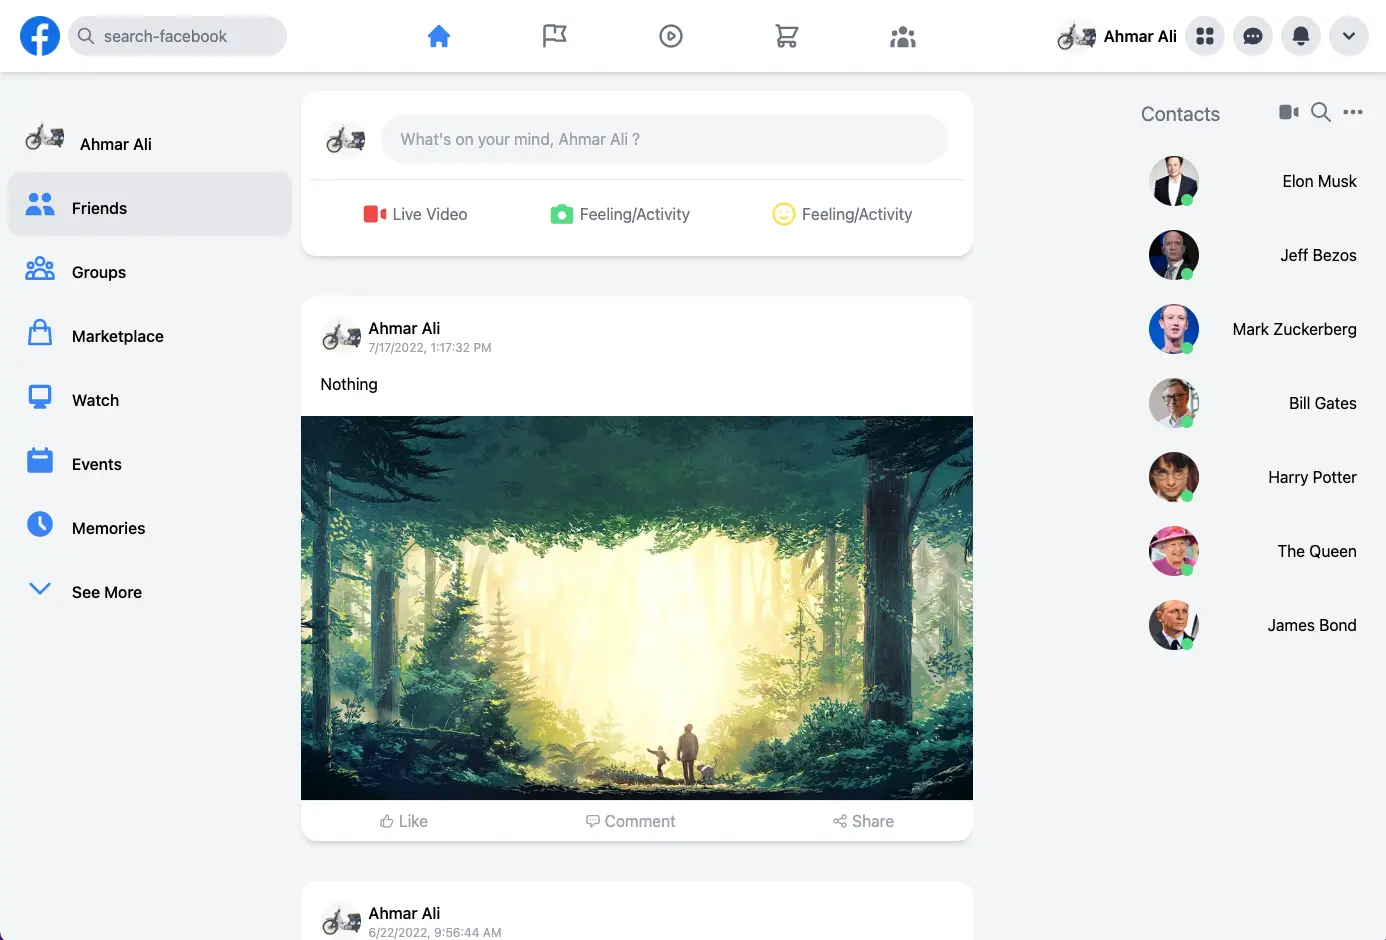 search-facebook
Ahmar Ali
Ahmar Ali
Friends
Groups
Marketplace
Watch
Events
Memories
See More
What's on your mind, Ahmar Ali ?
Live Video
Feeling/Activity
Feeling/Activity
Ahmar Ali
7/17/2022, 1:17:32 PM
Nothing
Like
Comment
Share
Ahmar Ali
6/22/2022, 9:56:44 AM
Contacts
Elon Musk
Jeff Bezos
Mark Zuckerberg
Bill Gates
Harry Potter
The Queen
James Bond